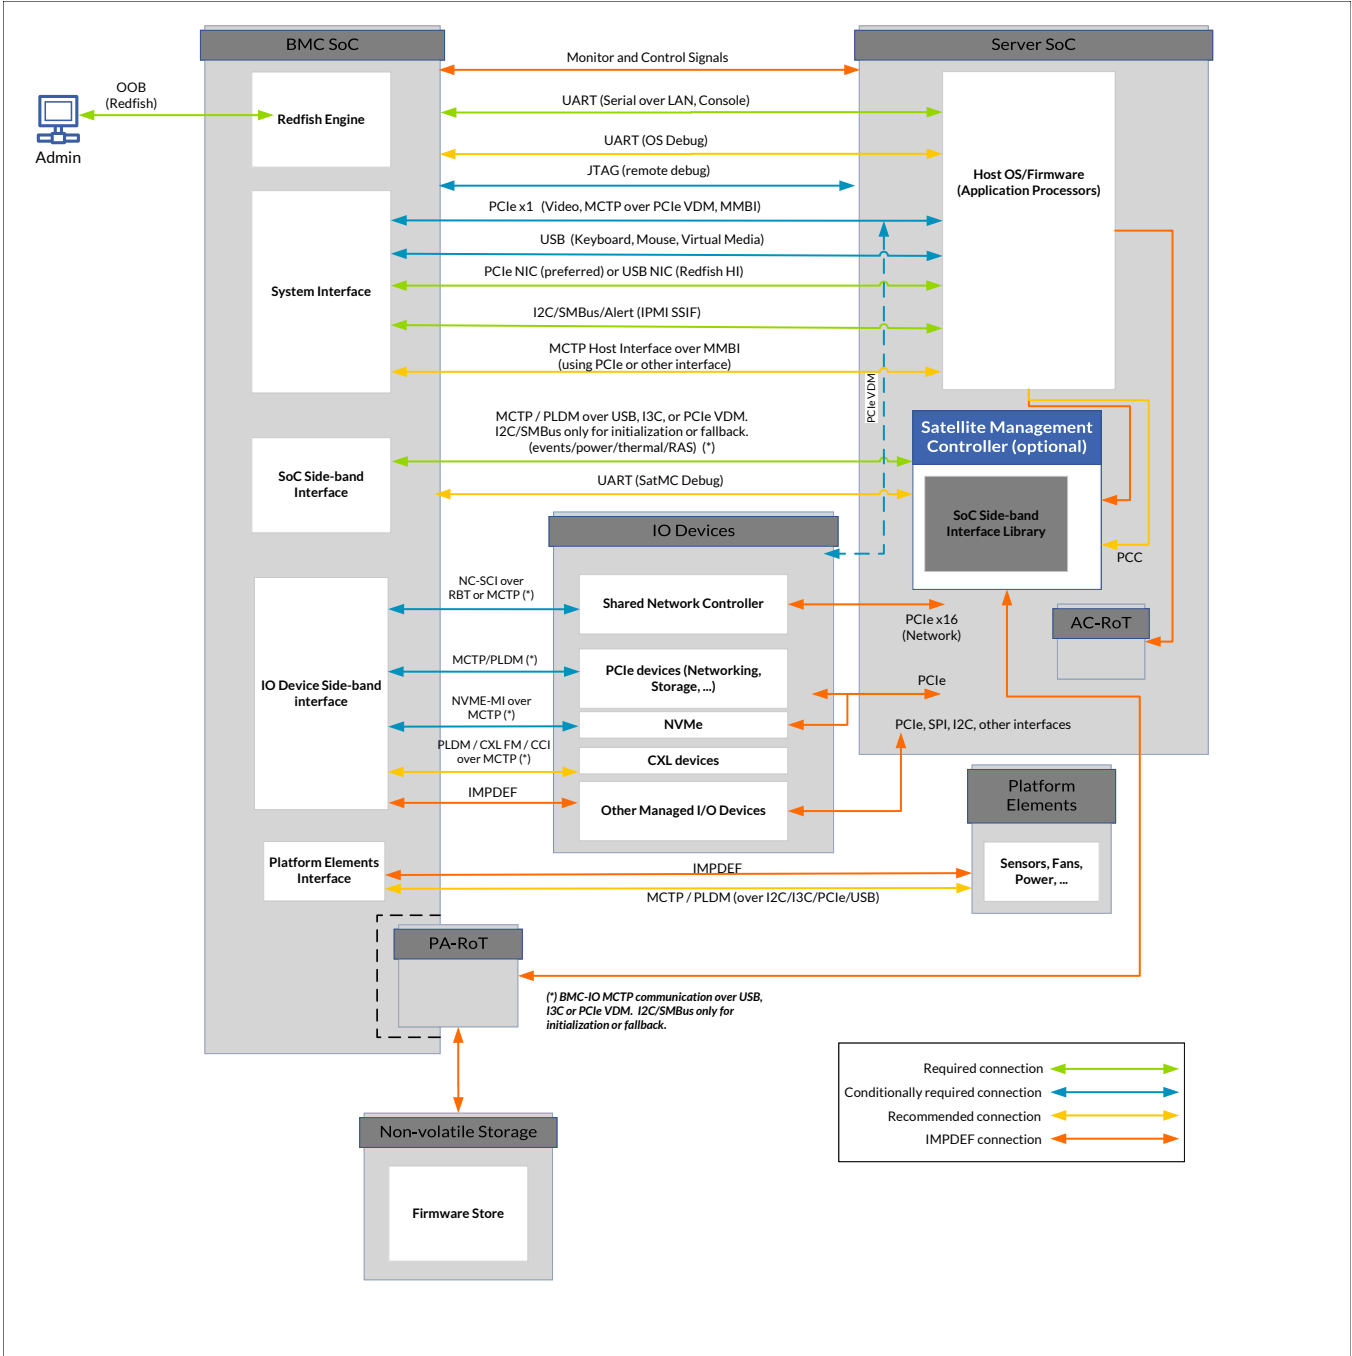 BMC SoC
Server SoC
Monitor and Control Signals
OOB
(Redfish)
Admin
Redfish Engine
UART (Serial over LAN, Console)
UART (OS Debug)
JTAG (remote debug)
Host OS/Firmware
(Application Processors)
PCIe x1 (Video, MCTP over PCIe VDM, MMBI)
USB (Keyboard, Mouse, Virtual Media)
PCIe NIC (preferred) or USB NIC (Redfish HI)
System Interface
I2C/SMBus/Alert (IPMI SSIF)
MCTP Host Interface over MMBI
(using PCIe or other interface)
PCIe VDM
MCTP / PLDM over USB, I3C, or PCIe VDM.
I2C/SMBus only for initialization or fallback.
(events/power/thermal/RAS) (*)
Satellite Management
Controller (optional)
SoC Side-band
Interface
UART (SatMC Debug)
SoC Side-band
Interface Library
PCC
IO Devices
NC-SCI over
RBT or MCTP (*)
Shared Network Controller
PCIe x16
(Network)
AC-RoT
MCTP/PLDM (*)
PCIe devices (Networking,
Storage, ...)
PCIe
IO Device Side-band
interface
NVME-MI over
MCTP (*)
NVMe
PCIe, SPI, I2C, other interfaces
PLDM / CXL FM / CCI
over MCTP (*)
CXL devices
IMPDEF
Other Managed I/O Devices
Platform
Elements
Platform Elements
Interface
IMPDEF
Sensors, Fans,
Power, ...
MCTP / PLDM (over I2C/I3C/PCIe/USB)
PA-RoT
(*) BMC-IO MCTP communication over USB,
I3C or PCIe VDM. I2C/SMBus only for
initialization or fallback.
Required connection
Conditionally required connection
Recommended connection
IMPDEF connection
Non-volatile Storage
Firmware Store